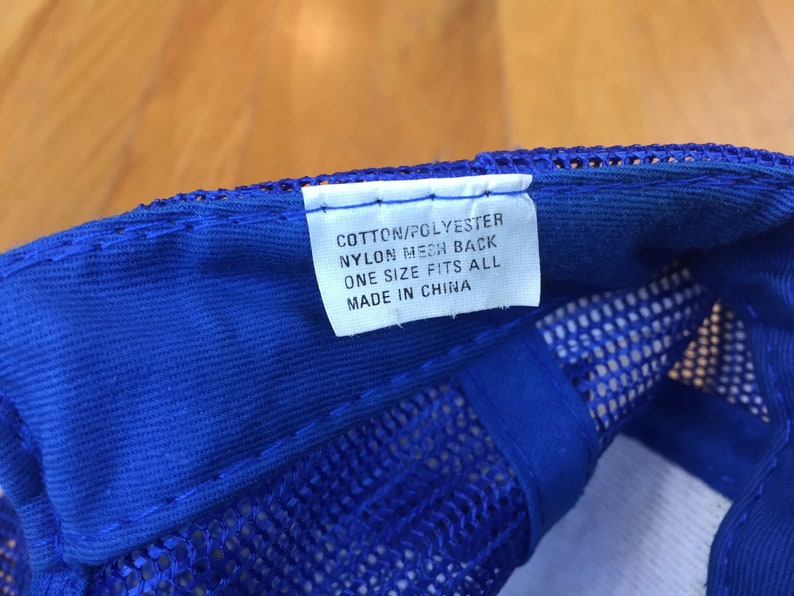 COTTON/POLYESTER
NYLON MESH BACK
ONE SIZE FITS ALL
MADE IN CHINA